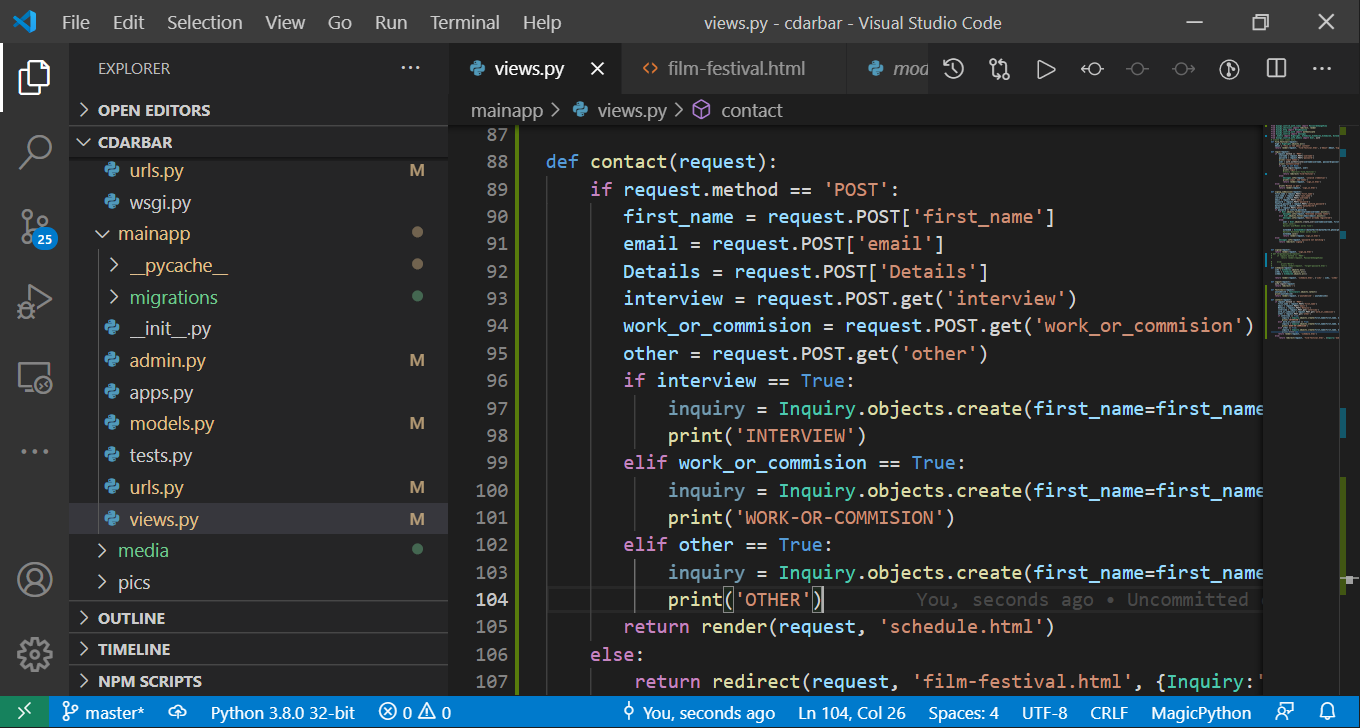 File Edit Selection View Go Run Terminal Help views.py - cdarbar - Visual Studio Code
EXPLORER ··· views.py film-festival.html mod ···
OPEN EDITORS mainapp > views.py > contact
CDARBAR
urls.py M
wsgi.py
mainapp
__pycache__
migrations
__init__.py
admin.py M
apps.py
models.py M
tests.py
urls.py M
views.py M
media
pics
OUTLINE
TIMELINE
NPM SCRIPTS
25
87
88 def contact(request):
89 if request.method == 'POST':
90 first_name = request.POST['first_name']
91 email = request.POST['email']
92 Details = request.POST['Details']
93 interview = request.POST.get('interview')
94 work_or_commision = request.POST.get('work_or_commision')
95 other = request.POST.get('other')
96 if interview == True:
97 inquiry = Inquiry.objects.create(first_name=first_name
98 print('INTERVIEW')
99 elif work_or_commision == True:
100 inquiry = Inquiry.objects.create(first_name=first_name
101 print('WORK-OR-COMMISION')
102 elif other == True:
103 inquiry = Inquiry.objects.create(first_name=first_name
104 print('OTHER') You, seconds ago • Uncommitted
105 return render(request, 'schedule.html')
106 else:
107 return redirect(request, 'film-festival.html', {Inquiry:'
master* Python 3.8.0 32-bit 0 0 You, seconds ago Ln 104, Col 26 Spaces: 4 UTF-8 CRLF MagicPython